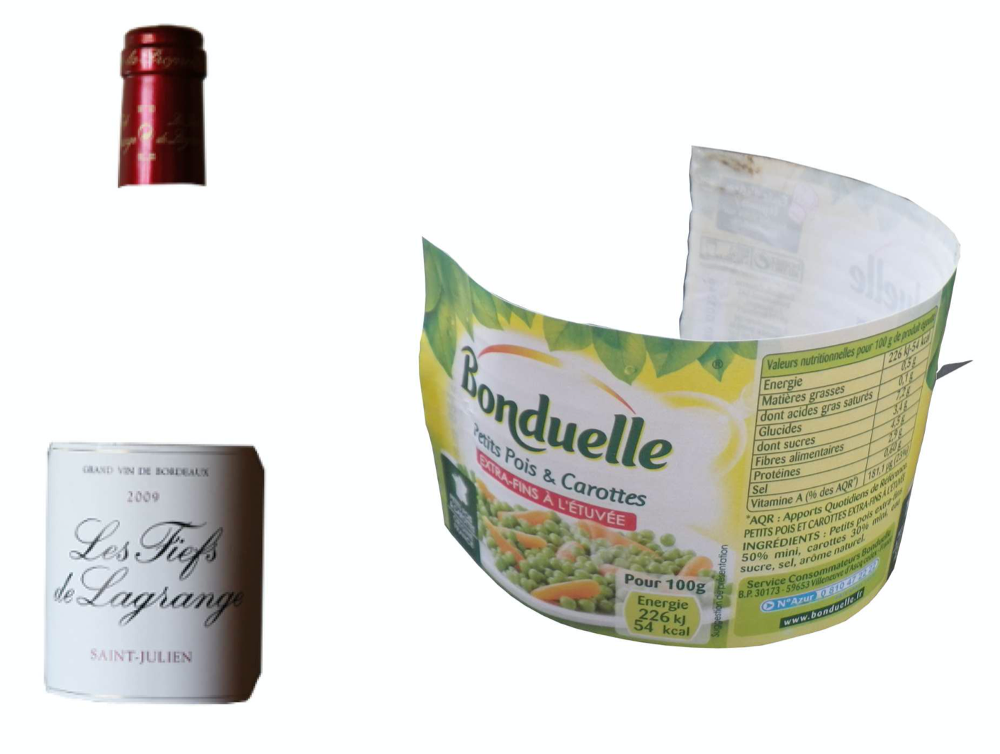 GRAND VIN DE BORDEAUX
2009
Les Fiefs
de Lagrange
SAINT-JULIEN
Bonduelle
®
Petits Pois & Carottes
EXTRA-FINS À L'ÉTUVÉE
Pour 100g
Energie
226 kJ
54 kcal
Suggestion de présentation
Valeurs nutritionnelles pour 100 g de produit égoutté
Energie 226 kJ-54 kcal
Matières grasses 0,5 g
dont acides gras saturés 0,1 g
Glucides 7,2 g
dont sucres 3,4 g
Fibres alimentaires 4,3 g
Protéines 2,9 g
Sel 0,60 g
Vitamine A (% des AQR*) 181,1 µg (23%)
*AQR : Apports Quotidiens de Référence.
PETITS POIS ET CAROTTES EXTRA-FINS À L'ÉTUVÉE
INGRÉDIENTS : Petits pois extra-fins
50% mini, carottes 30% mini, eau,
sucre, sel, arôme naturel.
Service Consommateurs Bonduelle
B.P. 30173 - 59653 Villeneuve d'Ascq cedex
N°Azur 0 810 47 22 22
www.bonduelle.fr